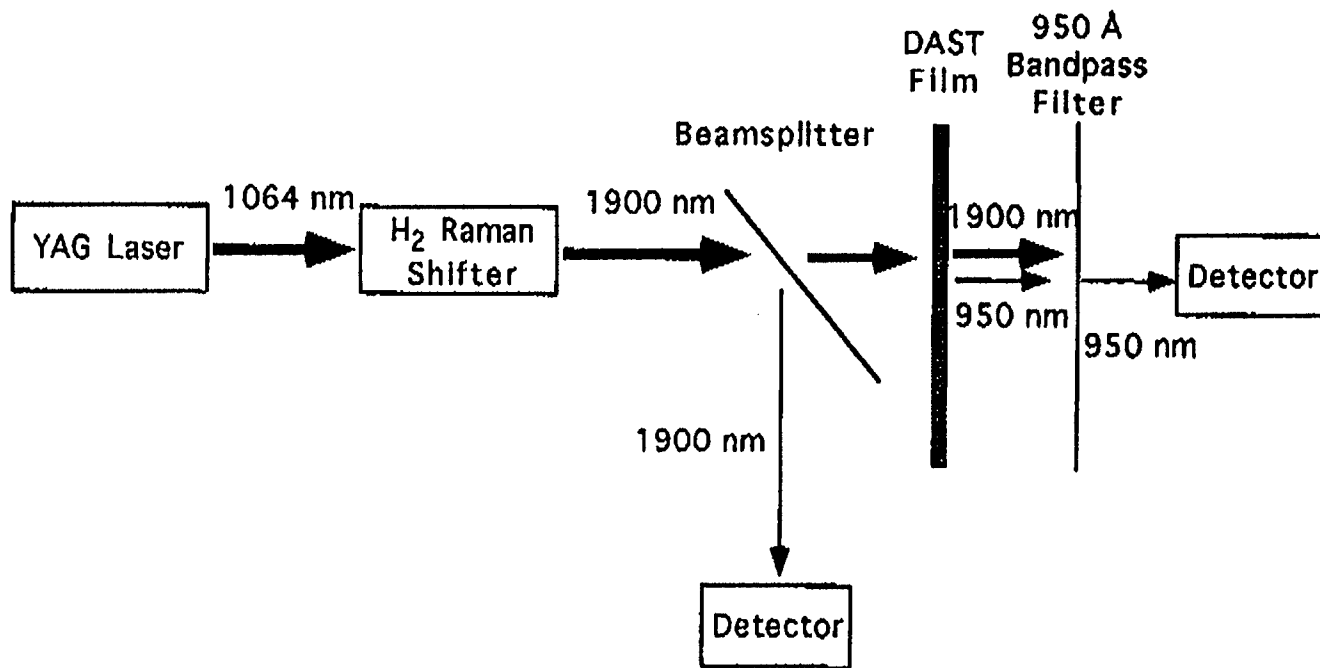 950 Å
Bandpass
Filter
DAST
Film
Beamsplitter
1064 nm
1900 nm
1900 nm
YAG Laser
H₂ Raman
Shifter
Detector
950 nm
950 nm
1900 nm
Detector